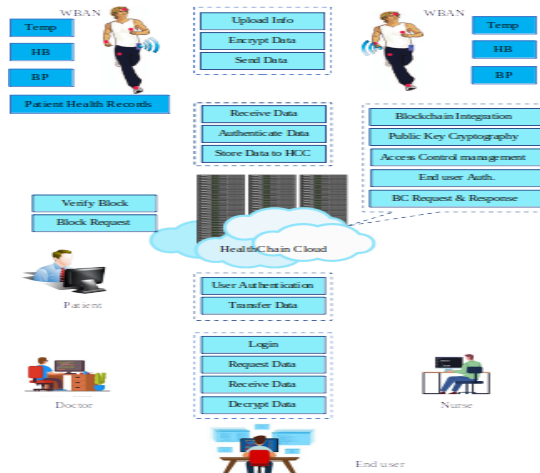 WBAN
Temp
HB
BP
Patient Health Records
Upload Info
Encrypt Data
Send Data
WBAN
Temp
HB
BP
Receive Data
Authenticate Data
Store Data to HCC
Blockchain Integration
Public Key Cryptography
Access Control management
End user Auth.
BC Request & Response
Verify Block
Block Request
HealthChain Cloud
Patient
User Authentication
Transfer Data
Login
Request Data
Receive Data
Decrypt Data
Doctor
Nurse
End user